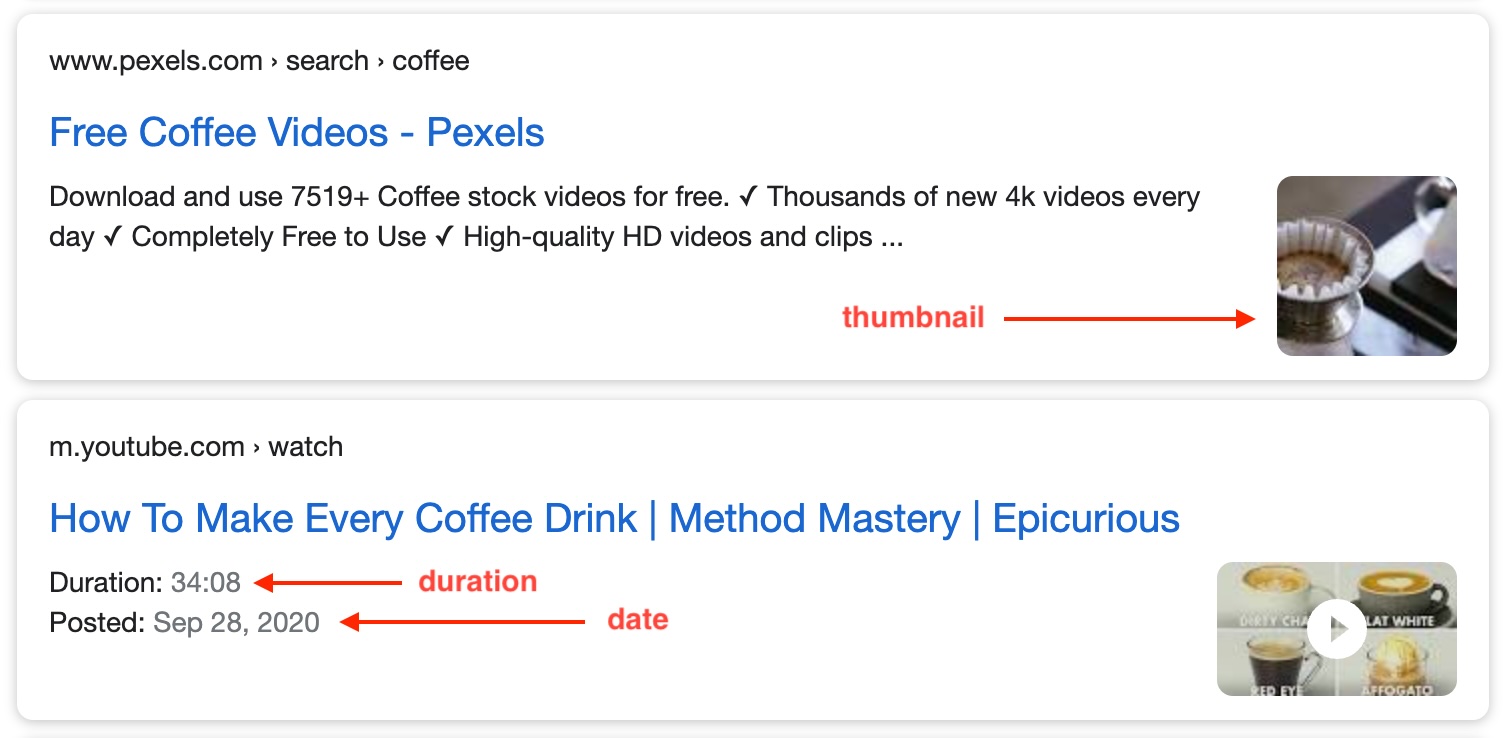 www.pexels.com › search › coffee
Free Coffee Videos - Pexels
Download and use 7519+ Coffee stock videos for free. ✓ Thousands of new 4k videos every
day ✓ Completely Free to Use ✓ High-quality HD videos and clips ...
thumbnail
m.youtube.com › watch
How To Make Every Coffee Drink | Method Mastery | Epicurious
Duration: 34:08
duration
Posted: Sep 28, 2020
date
DIRTY CHA
LAT WHITE
RED EYE
AFFOGATO